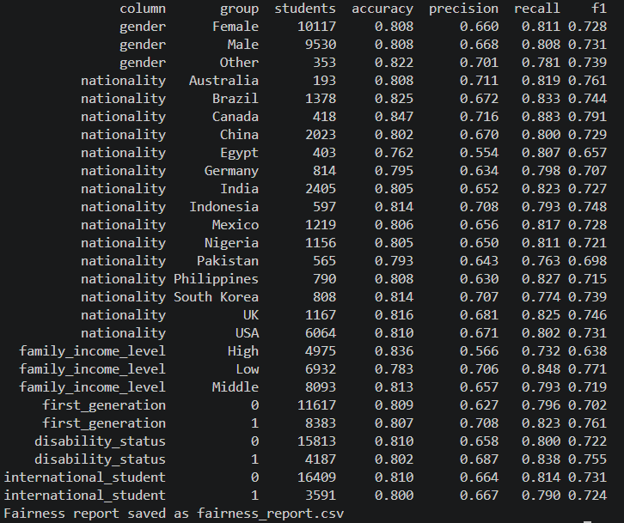 column group students accuracy precision recall f1
gender Female 10117 0.808 0.660 0.811 0.728
gender Male 9530 0.808 0.668 0.808 0.731
gender Other 353 0.822 0.701 0.781 0.739
nationality Australia 193 0.808 0.711 0.819 0.761
nationality Brazil 1378 0.825 0.672 0.833 0.744
nationality Canada 418 0.847 0.716 0.883 0.791
nationality China 2023 0.802 0.670 0.800 0.729
nationality Egypt 403 0.762 0.554 0.807 0.657
nationality Germany 814 0.795 0.634 0.798 0.707
nationality India 2405 0.805 0.652 0.823 0.727
nationality Indonesia 597 0.814 0.708 0.793 0.748
nationality Mexico 1219 0.806 0.656 0.817 0.728
nationality Nigeria 1156 0.805 0.650 0.811 0.721
nationality Pakistan 565 0.793 0.643 0.763 0.698
nationality Philippines 790 0.808 0.630 0.827 0.715
nationality South Korea 808 0.814 0.707 0.774 0.739
nationality UK 1167 0.816 0.681 0.825 0.746
nationality USA 6064 0.810 0.671 0.802 0.731
family_income_level High 4975 0.836 0.566 0.732 0.638
family_income_level Low 6932 0.783 0.706 0.848 0.771
family_income_level Middle 8093 0.813 0.657 0.793 0.719
first_generation 0 11617 0.809 0.627 0.796 0.702
first_generation 1 8383 0.807 0.708 0.823 0.761
disability_status 0 15813 0.810 0.658 0.800 0.722
disability_status 1 4187 0.802 0.687 0.838 0.755
international_student 0 16409 0.810 0.664 0.814 0.731
international_student 1 3591 0.800 0.667 0.790 0.724
Fairness report saved as fairness_report.csv